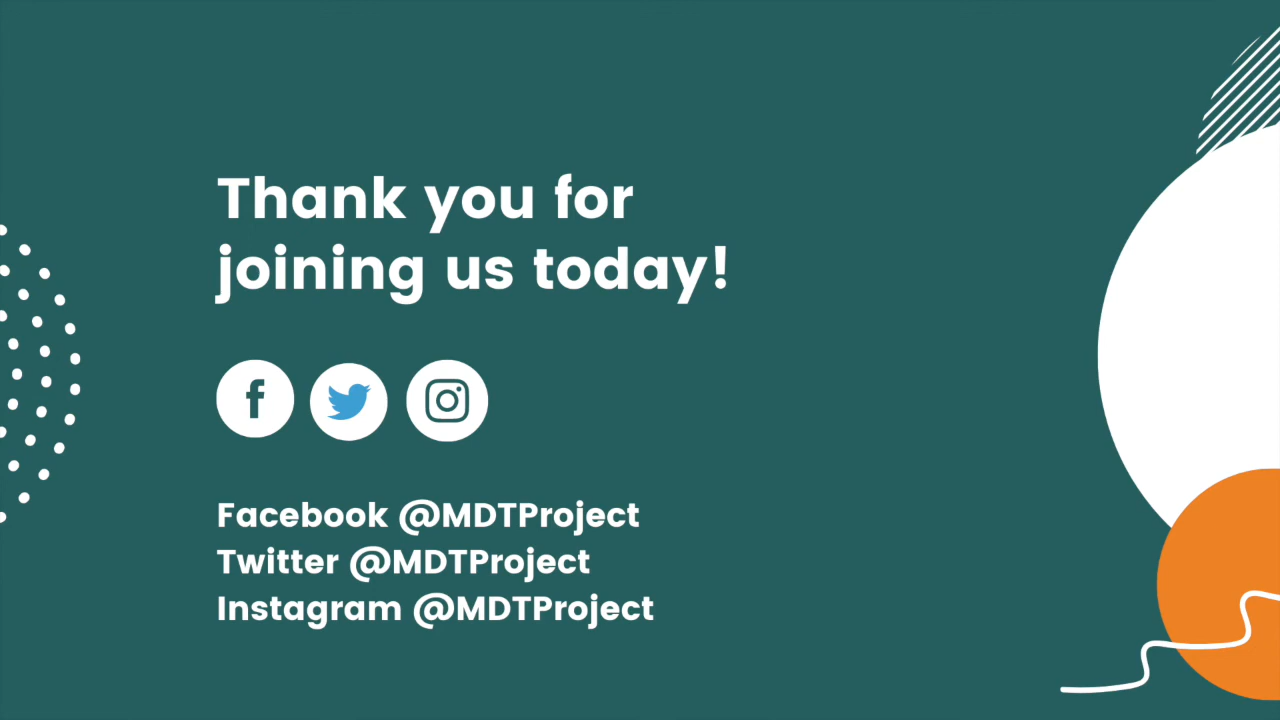 Thank you for
joining us today!
Facebook @MDTProject
Twitter @MDTProject
Instagram @MDTProject